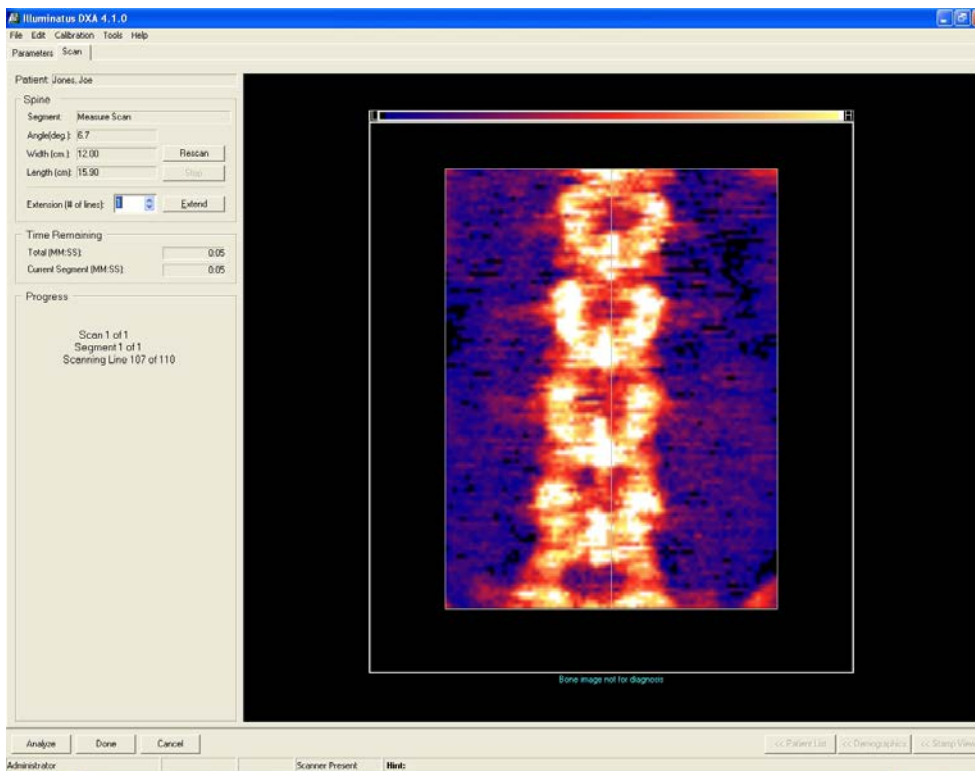 Illuminatus DXA 4.1.0
File Edit Calibration Tools Help
Parameters Scan
Patient: Jones, Joe
Spine
Segment: Measure Scan
Angle(deg.): 6.7
Width (cm.): 12.00 Rescan
Length (cm): 15.90 Stop
Extension (# of lines): 1 Extend
Time Remaining
Total (MM:SS): 0:05
Current Segment (MM:SS): 0:05
Progress
Scan 1 of 1
Segment 1 of 1
Scanning Line 107 of 110
L H
Bone image not for diagnosis
Analyze Done Cancel << Patient List << Demographics << Stamp View
Administrator Scanner Present Hint: